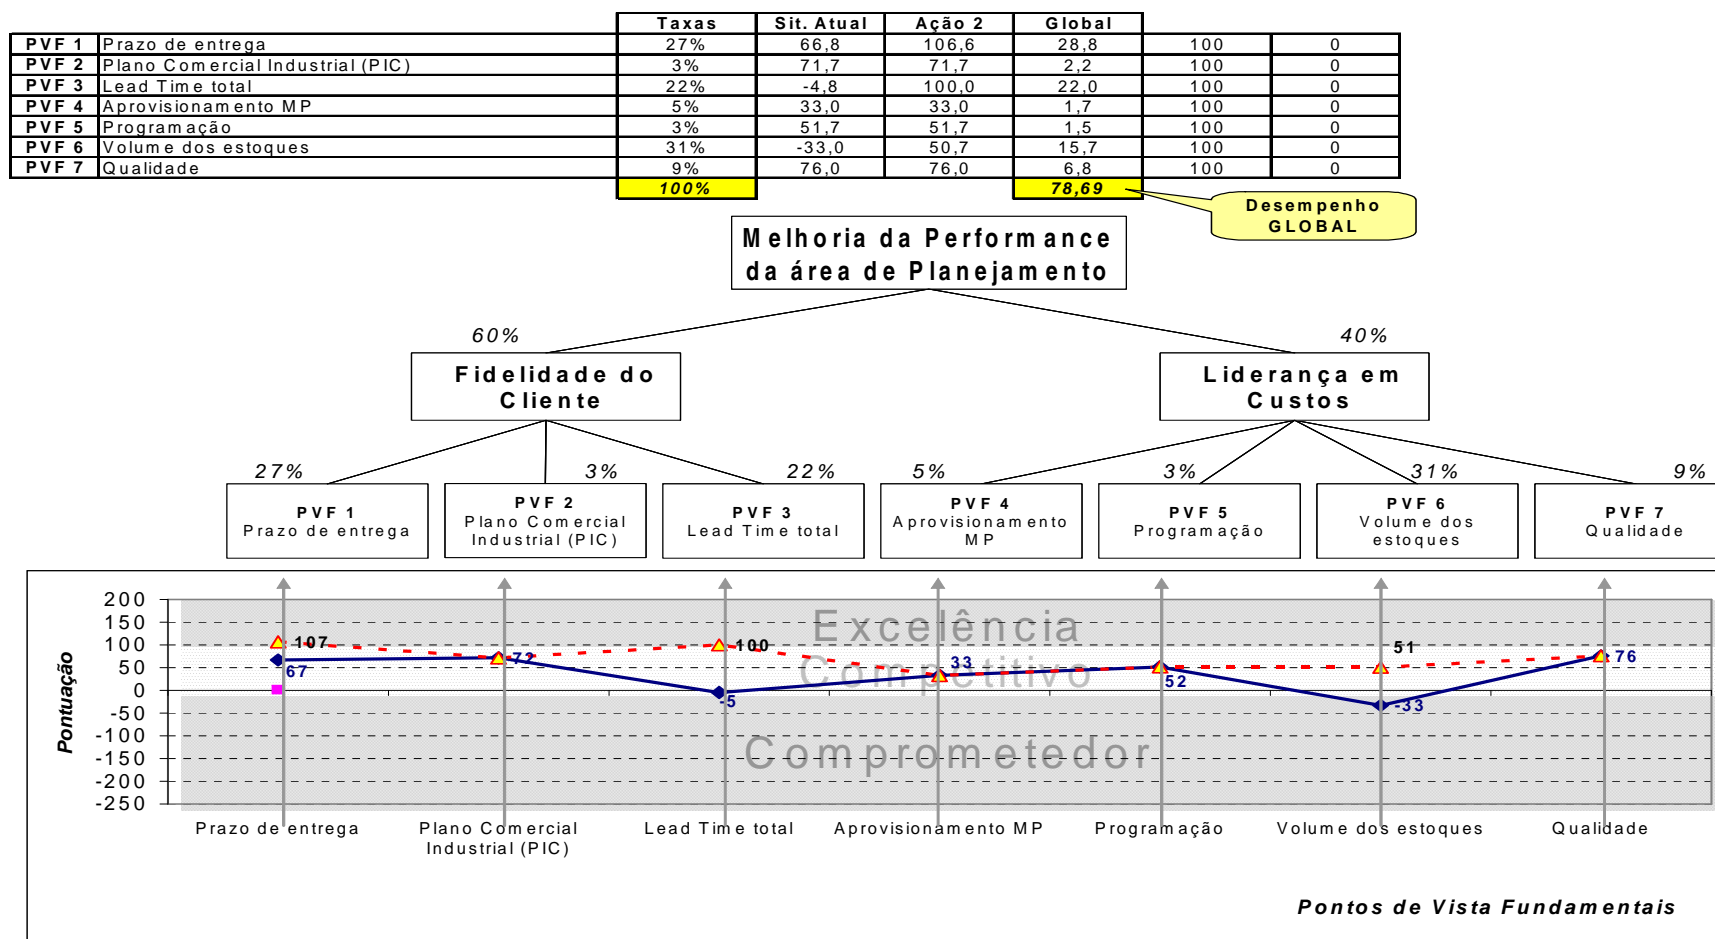 Taxas Sit. Atual Ação 2 Global
PVF 1 Prazo de entrega 27% 66,8 106,6 28,8 100 0
PVF 2 Plano Comercial Industrial (PIC) 3% 71,7 71,7 2,2 100 0
PVF 3 Lead Time total 22% -4,8 100,0 22,0 100 0
PVF 4 Aprovisionamento MP 5% 33,0 33,0 1,7 100 0
PVF 5 Programação 3% 51,7 51,7 1,5 100 0
PVF 6 Volume dos estoques 31% -33,0 50,7 15,7 100 0
PVF 7 Qualidade 9% 76,0 76,0 6,8 100 0
100% 78,69
Desempenho
GLOBAL
Melhoria da Performance
da área de Planejamento
60% 40%
Fidelidade do
Cliente
Liderança em
Custos
27% 3% 22% 5% 3% 31% 9%
PVF 1
Prazo de entrega
PVF 2
Plano Comercial
Industrial (PIC)
PVF 3
Lead Time total
PVF 4
Aprovisionamento
MP
PVF 5
Programação
PVF 6
Volume dos
estoques
PVF 7
Qualidade
Pontuação
200
150
100
50
0
-50
-100
-150
-200
-250
Excelência
Competitivo
Comprometedor
107
67
72
100
-5
33
52
51
-33
76
Prazo de entrega
Plano Comercial
Industrial (PIC)
Lead Time total
Aprovisionamento MP
Programação
Volume dos estoques
Qualidade
Pontos de Vista Fundamentais